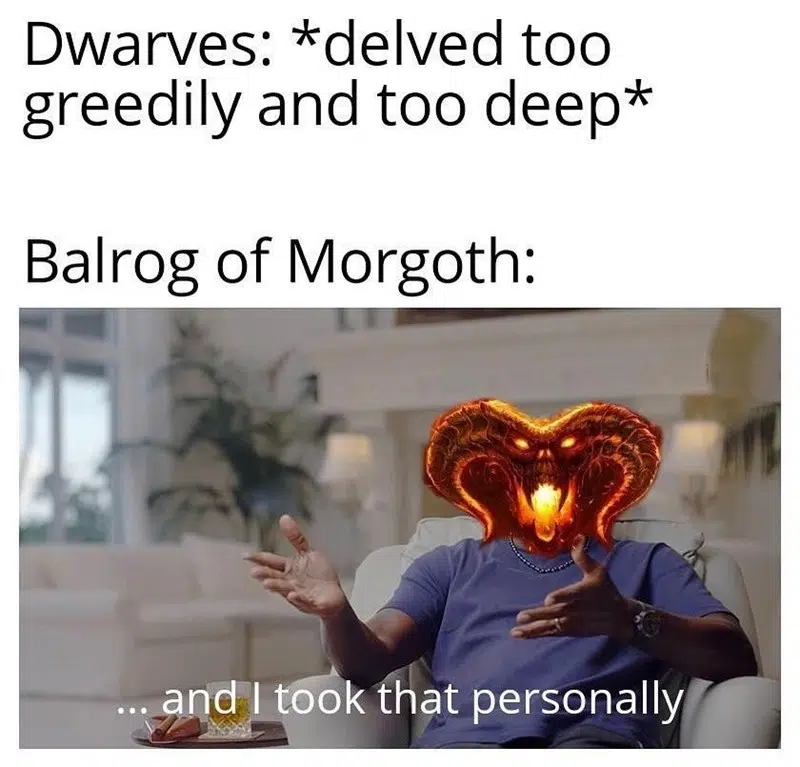 Dwarves: *delved too
greedily and too deep*
Balrog of Morgoth:
... and I took that personally